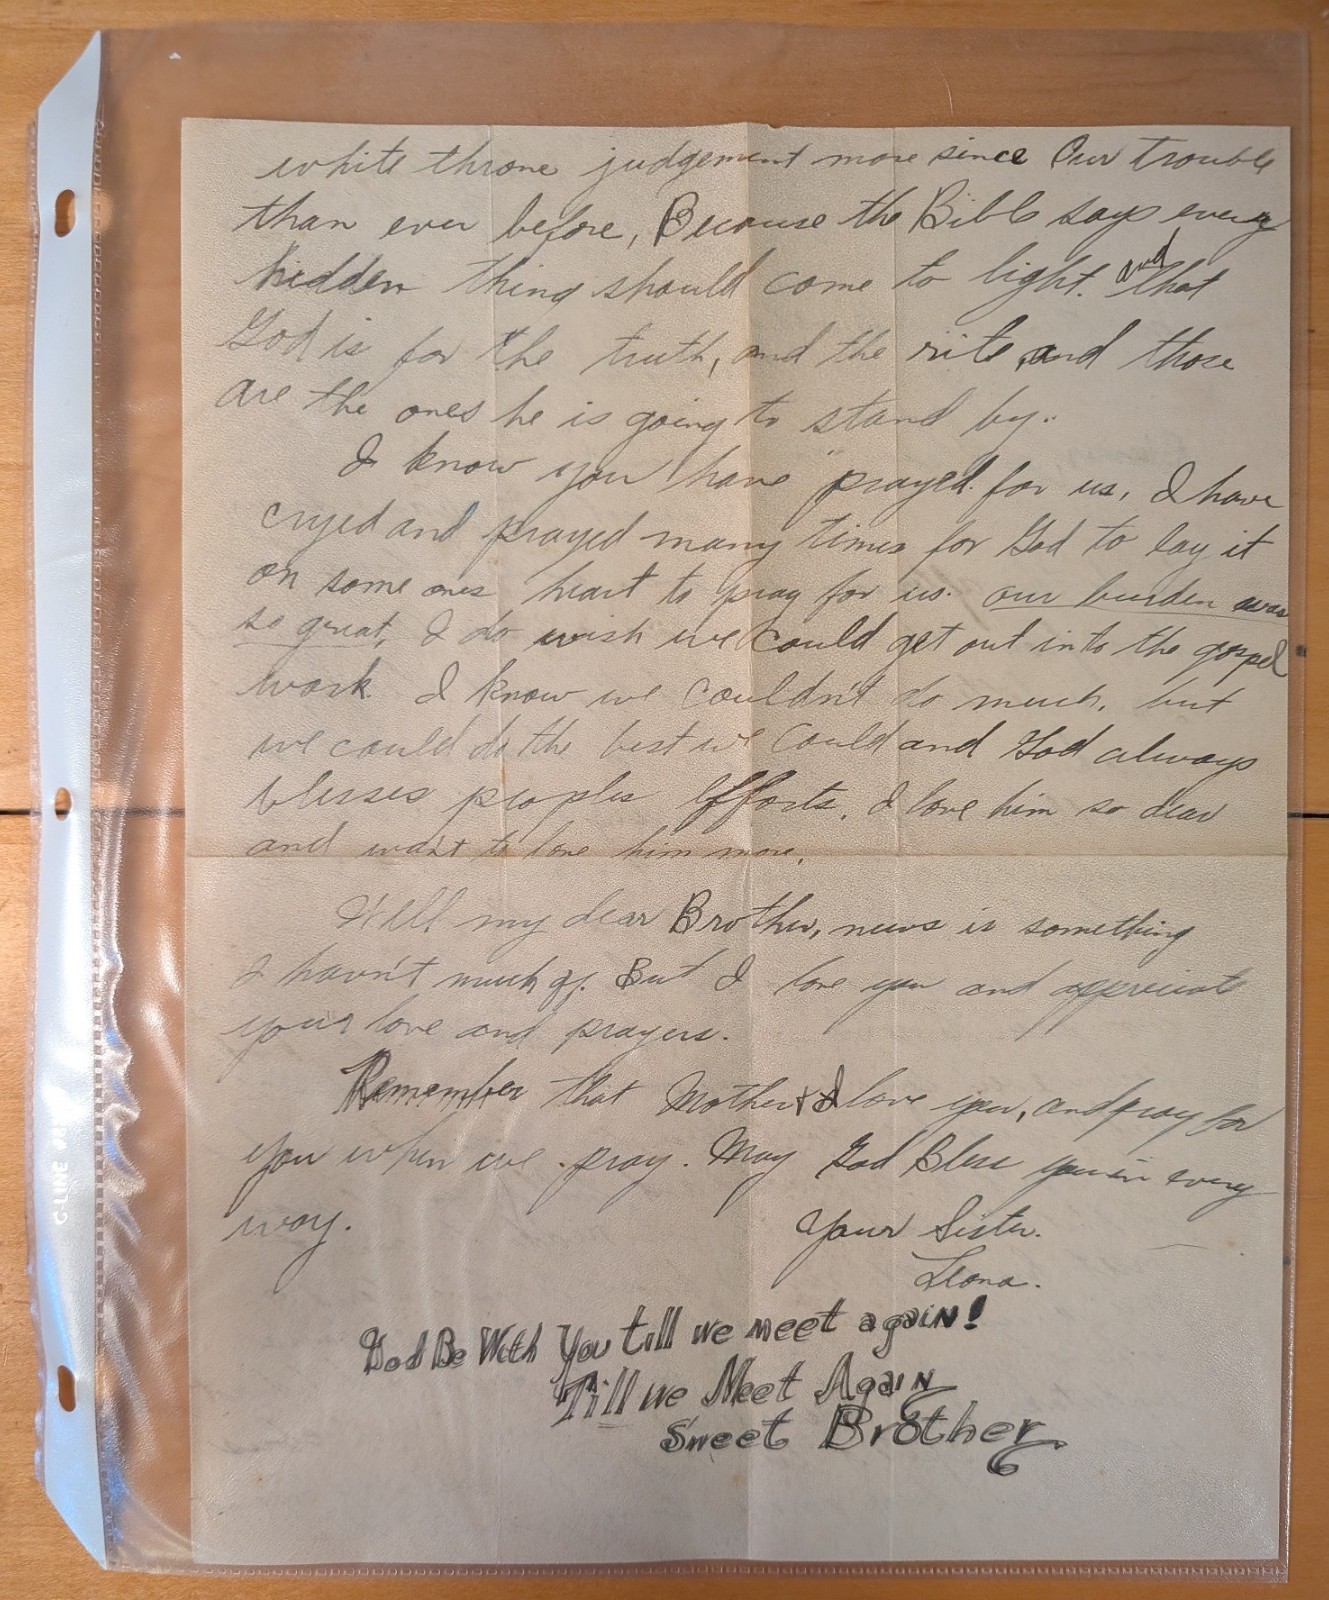 white throne judgement more since Our trouble
than ever before, Because the Bible says every
hidden thing should come to light. and that
God is for the truth, and the rite, and those
are the ones he is going to stand by..
I know you have prayed for us, I have
cryed and prayed many times for God to lay it
on some ones heart to pray for us. our burden was
so great, I do wish we could get out into the gospel
work. I know we couldn't do much, but
we could do the best we could and God always
blesses peoples Efforts. I love him so dear
and want to love him more.
Well my dear Brother, news is something
I havn't much of. But I love you and appreciate
your love and prayers.
Remember that Mother & I love you, and pray for
you when we pray. May God Bless you in every
way. Your Sister.
Leona.
God Be With You till we meet again!
Till we Meet Again
Sweet Brother
C-LINE